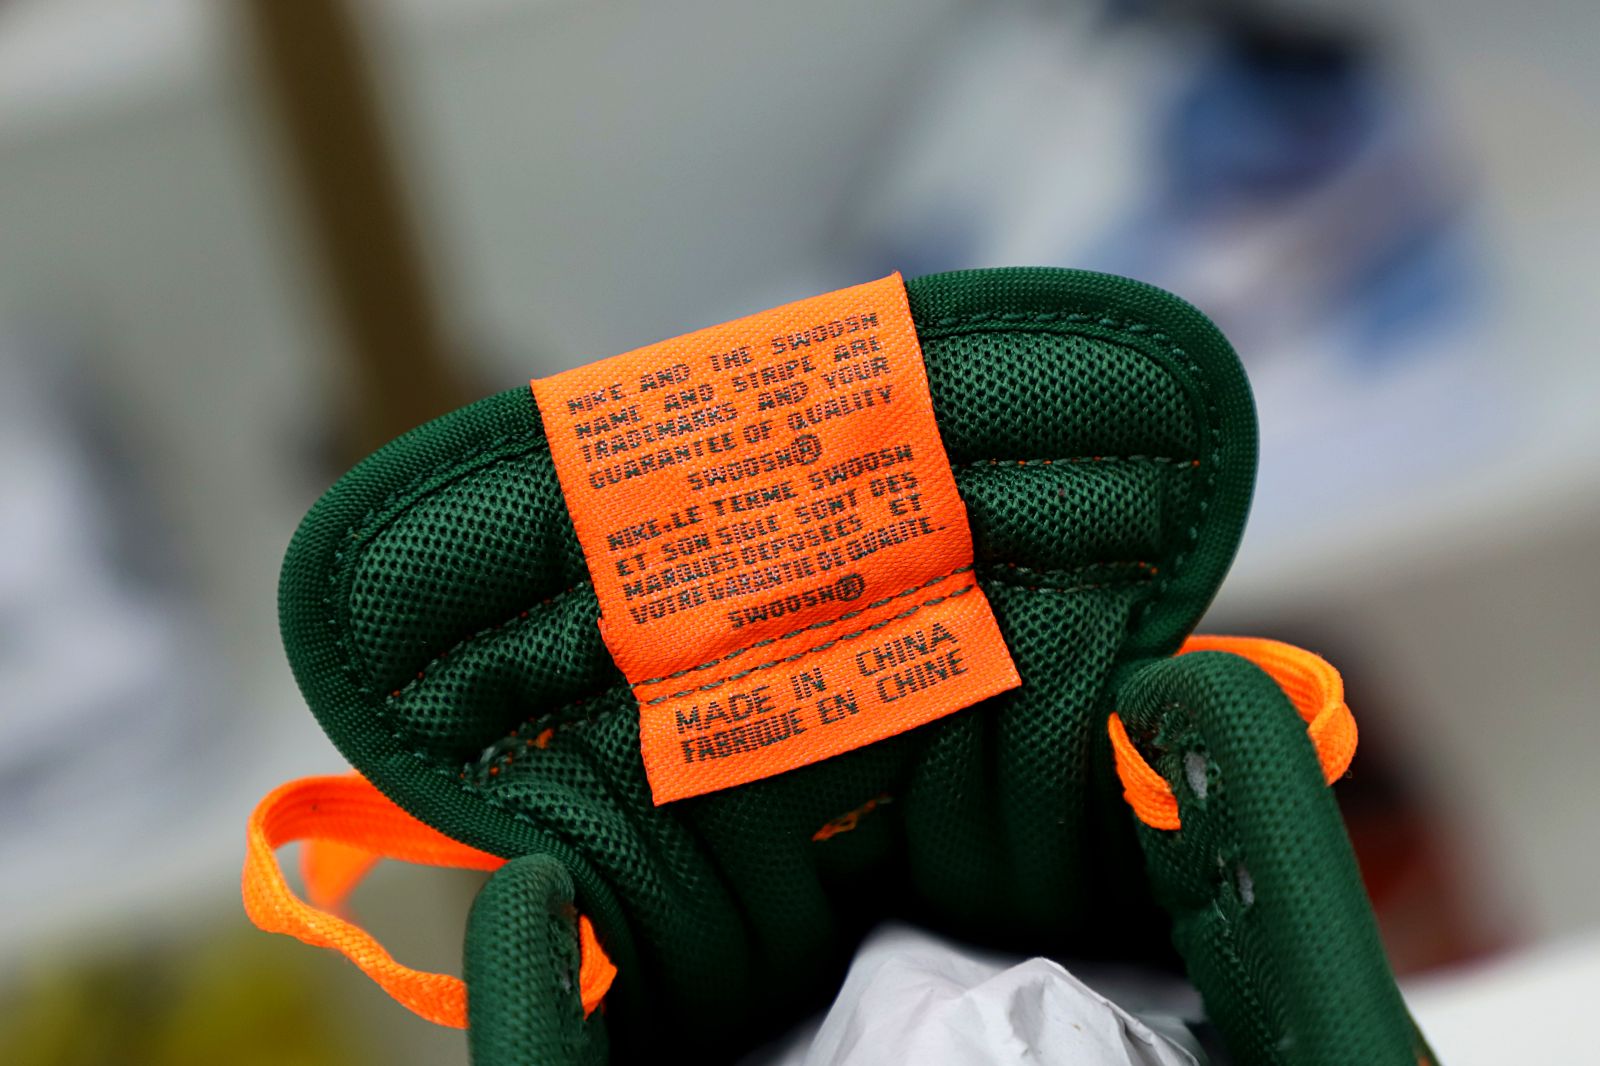 NIKE AND THE SWOOSH
NAME AND STRIPE ARE
TRADEMARKS AND YOUR
GUARANTEE OF QUALITY
SWOOSH®
NIKE.LE TERME SWOOSH
ET SON SIGLE SONT DES
MARQUES DEPOSEES ET
VOTRE GARANTIE DE QUALITE.
SWOOSH®
MADE IN CHINA
FABRIQUE EN CHINE